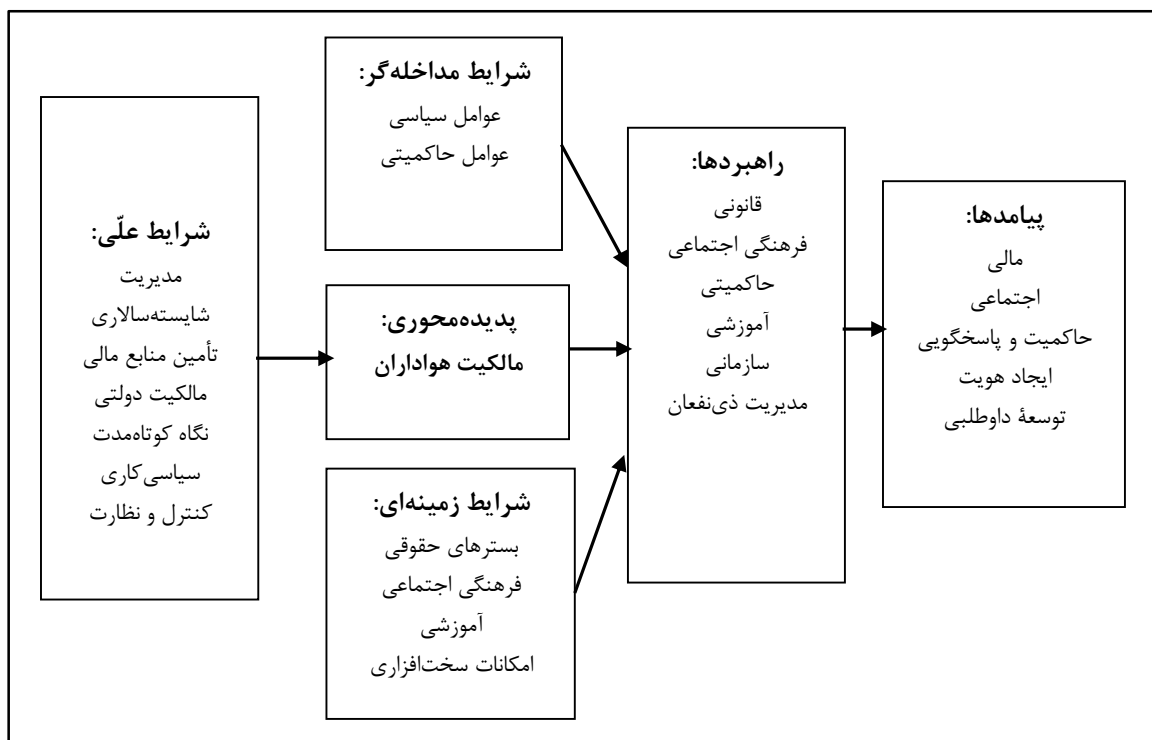 شرایط علّی:
مدیریت
شایسته‌سالاری
تأمین منابع مالی
مالکیت دولتی
نگاه کوتاه‌مدت
سیاسی‌کاری
کنترل و نظارت
شرایط مداخله‌گر:
عوامل سیاسی
عوامل حاکمیتی
پدیده‌محوری:
مالکیت هواداران
شرایط زمینه‌ای:
بسترهای حقوقی
فرهنگی اجتماعی
آموزشی
امکانات سخت‌افزاری
راهبردها:
قانونی
فرهنگی اجتماعی
حاکمیتی
آموزشی
سازمانی
مدیریت ذی‌نفعان
پیامدها:
مالی
اجتماعی
حاکمیت و پاسخگویی
ایجاد هویت
توسعهٔ داوطلبی